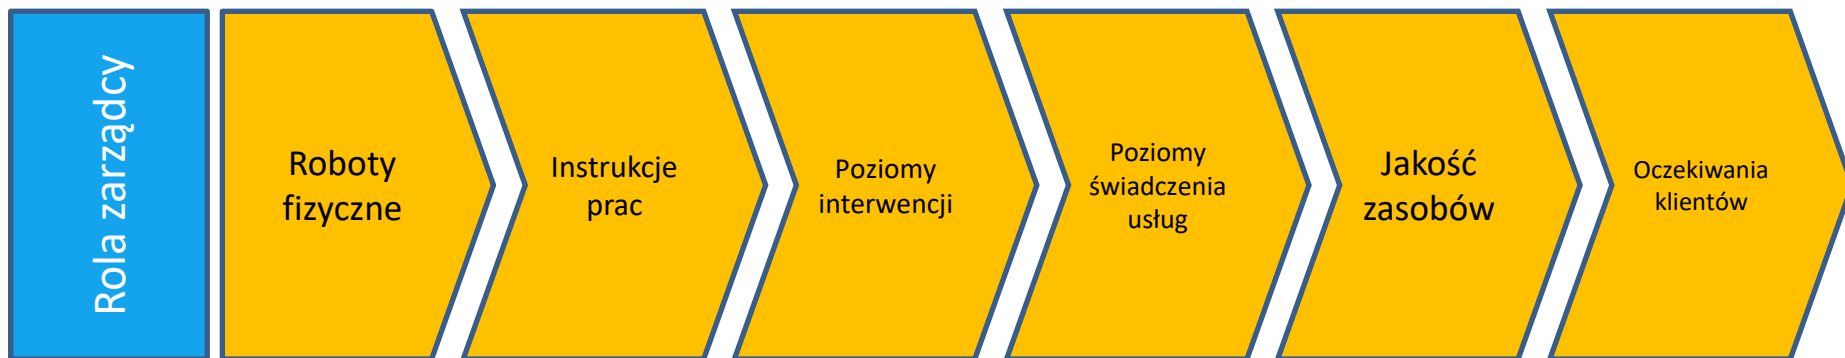 Rola zarządcy
Roboty
fizyczne
Instrukcje
prac
Poziomy
interwencji
Poziomy
świadczenia
usług
Jakość
zasobów
Oczekiwania
klientów